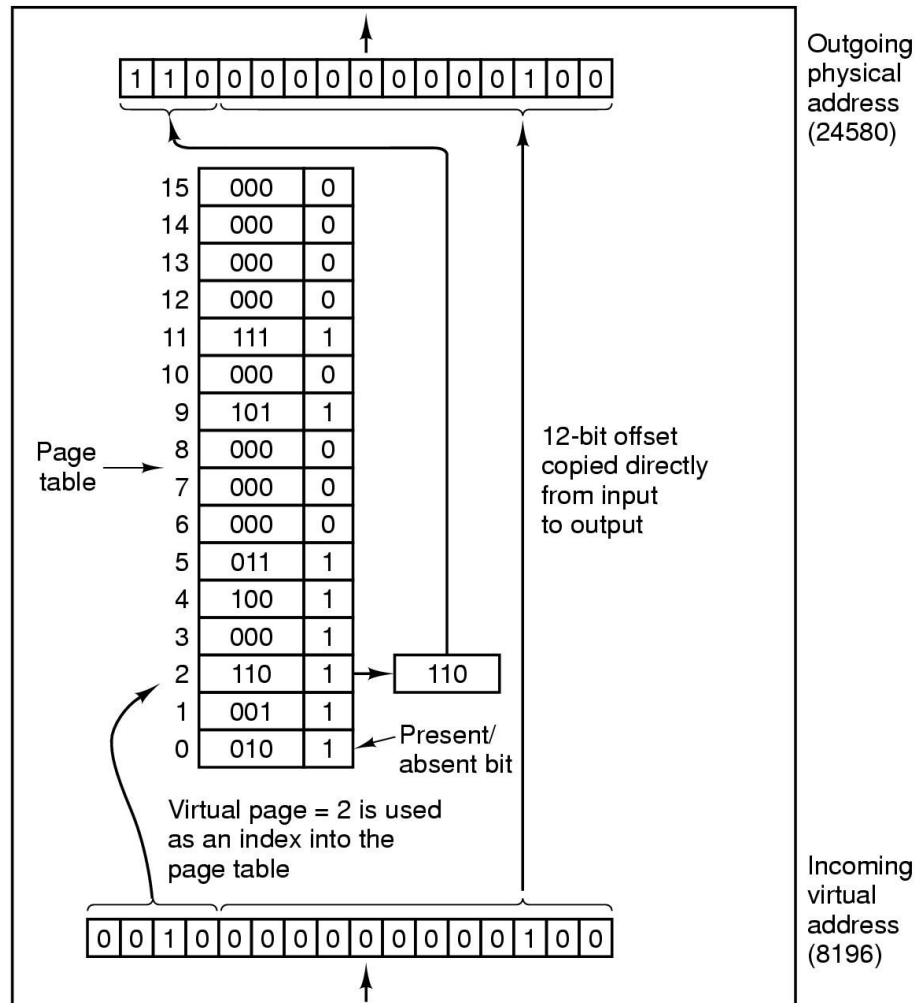 1 1 0 0 0 0 0 0 0 0 0 0 1 0 0
Outgoing
physical
address
(24580)
15 000 0
14 000 0
13 000 0
12 000 0
11 111 1
10 000 0
9 101 1
8 000 0
7 000 0
6 000 0
5 011 1
4 100 1
3 000 1
2 110 1
1 001 1
0 010 1
Page
table
110
12-bit offset
copied directly
from input
to output
Present/
absent bit
Virtual page = 2 is used
as an index into the
page table
0 0 1 0 0 0 0 0 0 0 0 0 0 1 0 0
Incoming
virtual
address
(8196)